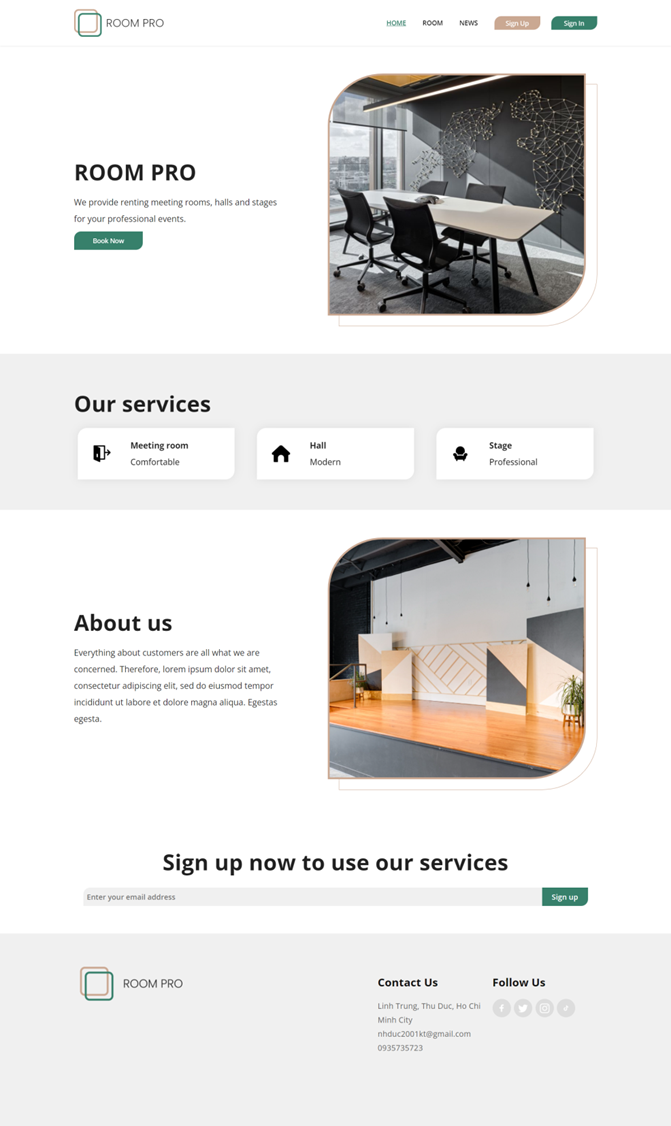 ROOM PRO
HOME
ROOM
NEWS
Sign Up
Sign In
ROOM PRO
We provide renting meeting rooms, halls and stages
for your professional events.
Book Now
Our services
Meeting room
Comfortable
Hall
Modern
Stage
Professional
About us
Everything about customers are all what we are
concerned. Therefore, lorem ipsum dolor sit amet,
consectetur adipiscing elit, sed do eiusmod tempor
incididunt ut labore et dolore magna aliqua. Egestas
egesta.
Sign up now to use our services
Enter your email address
Sign up
ROOM PRO
Contact Us
Linh Trung, Thu Duc, Ho Chi
Minh City
nhduc2001kt@gmail.com
0935735723
Follow Us